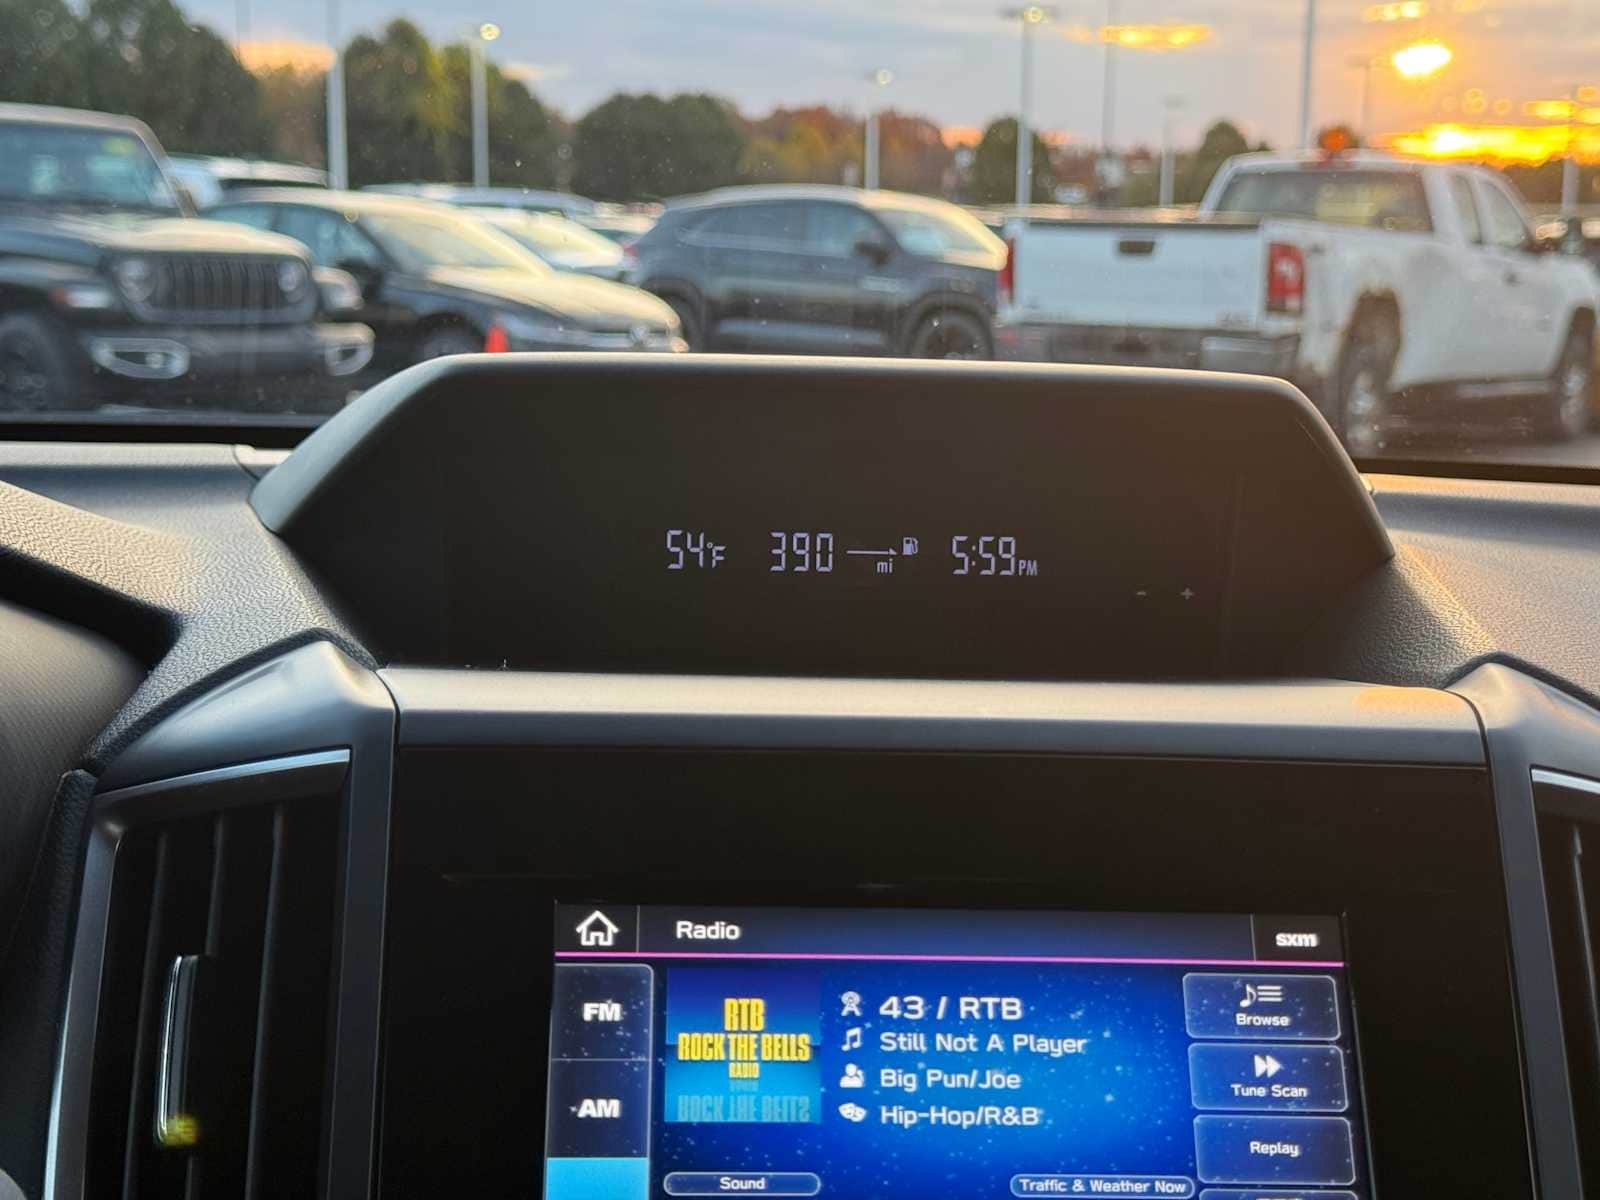 54°F 390 mi 5:59PM
- +
Radio
sxm
FM
AM
RTB
ROCK THE BELLS
RADIO
43 / RTB
Still Not A Player
Big Pun/Joe
Hip-Hop/R&B
Browse
Tune Scan
Replay
Sound
Traffic & Weather Now